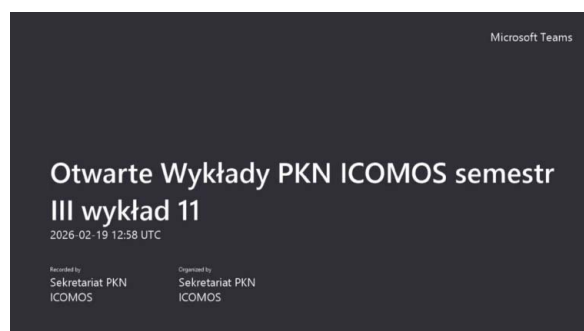 Microsoft Teams
Otwarte Wykłady PKN ICOMOS semestr
III wykład 11
2026-02-19 12:58 UTC
Recorded by
Sekretariat PKN
ICOMOS
Organized by
Sekretariat PKN
ICOMOS